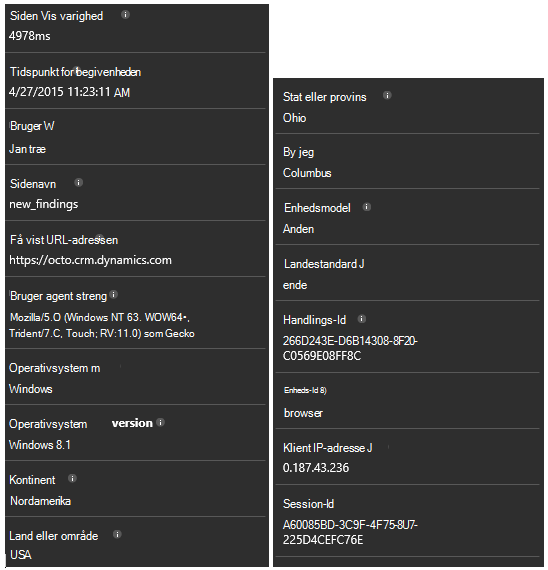 Siden Vis varighed
4978ms
Tidspunkt for begivenheden
4/27/2015 11:23:11 AM
Bruger W
Jan træ
Sidenavn
new_findings
Få vist URL-adressen
https://octo.crm.dynamics.com
Bruger agent streng
Mozilla/5.O (Windows NT 63. WOW64•,
Trident/7.C, Touch; RV:11.0) som Gecko
Operativsystem m
Windows
Operativsystem version
Windows 8.1
Kontinent
Nordamerika
Land eller område
USA
Stat eller provins
Ohio
By jeg
Columbus
Enhedsmodel
Anden
Landestandard J
ende
Handlings-Id
266D243E-D6B14308-8F20-
C0569E08FF8C
Enheds-Id 8)
browser
Klient IP-adresse J
0.187.43.236
Session-Id
A60085BD-3C9F-4F75-8U7-
225D4CEFC76E